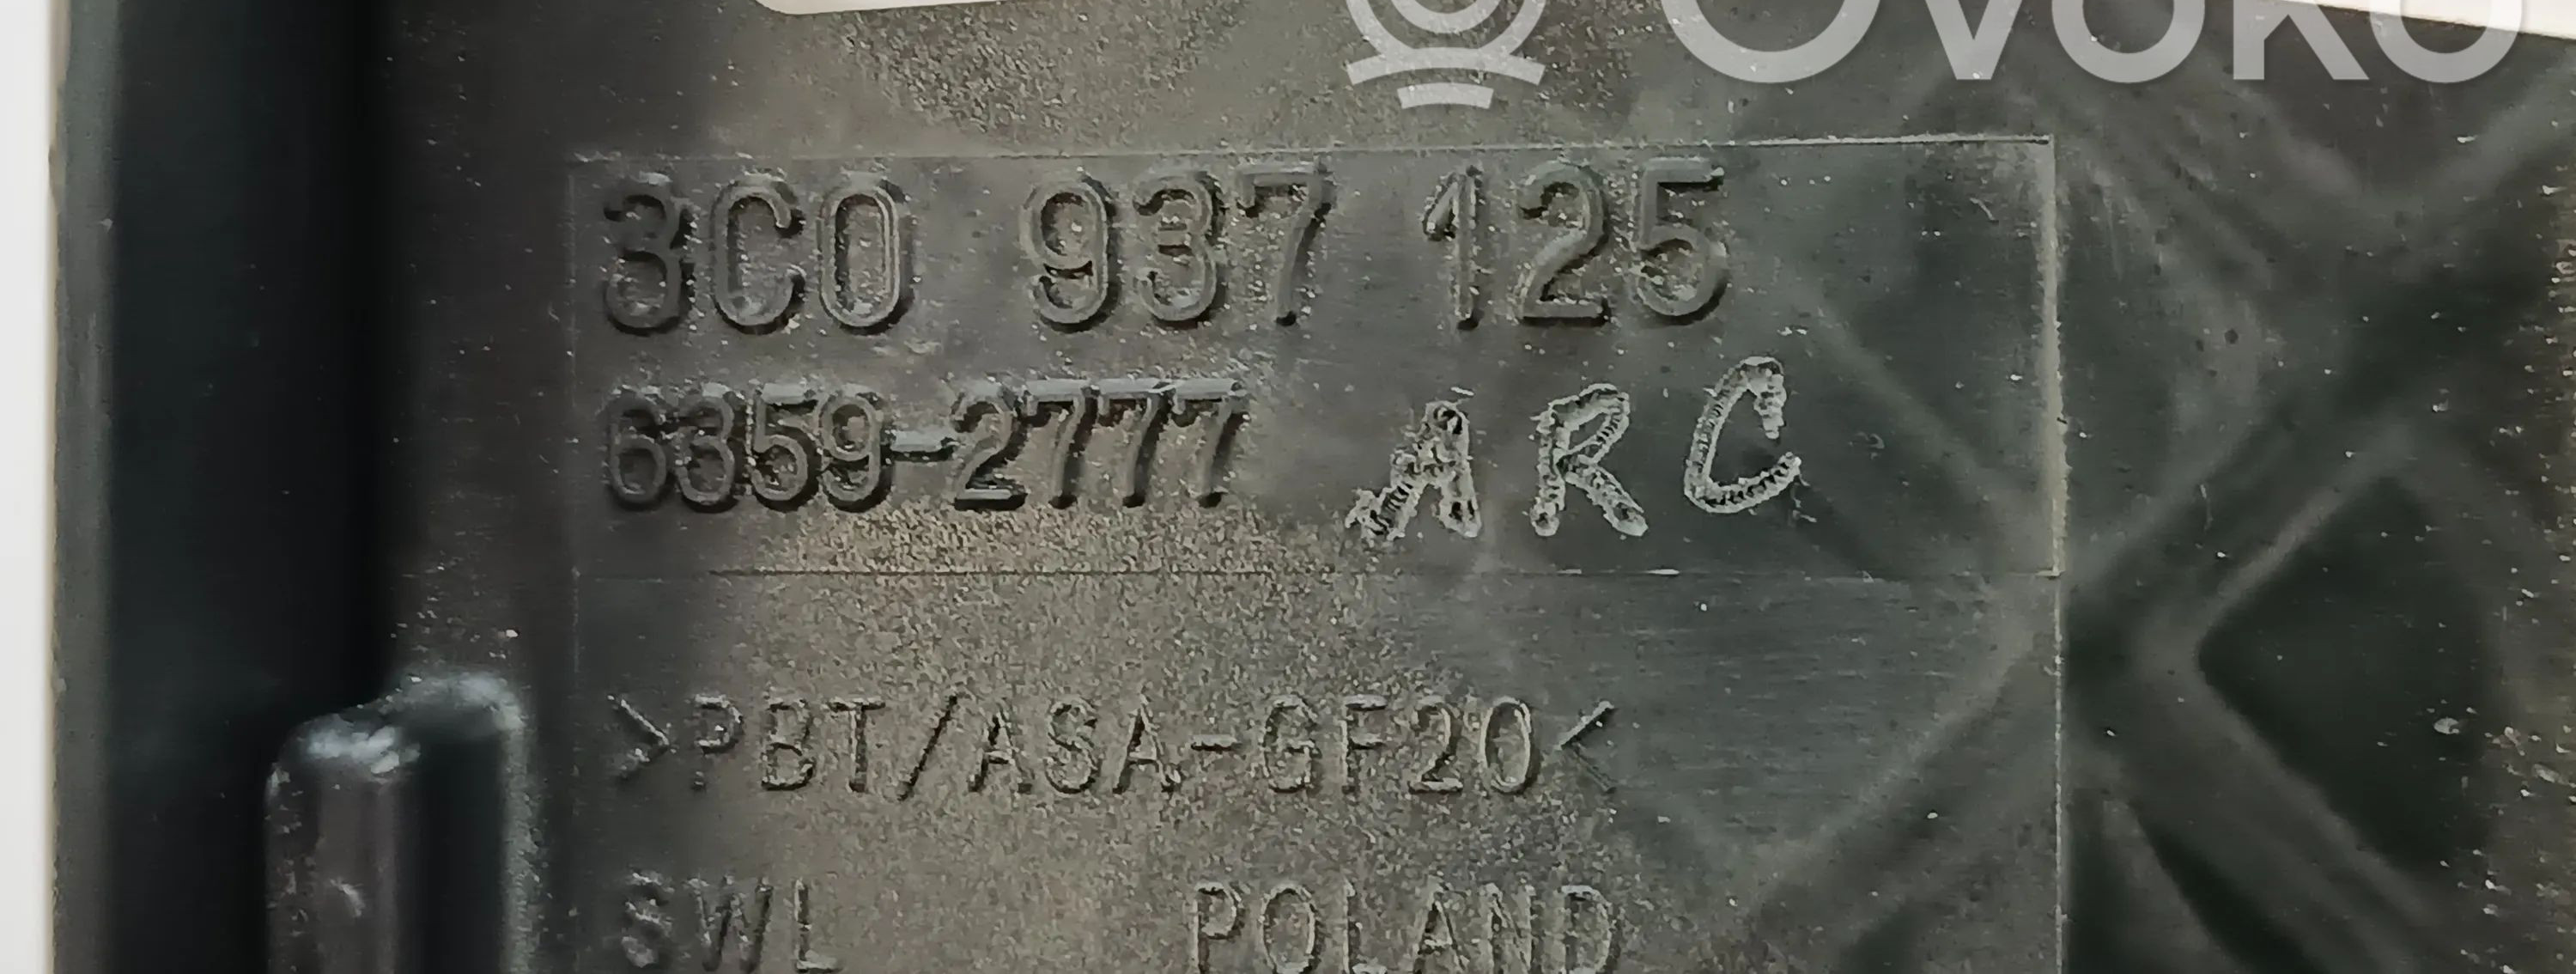 OVOKO
3C0 937 125
6359-2777 ARC
>PBT/ASA-GF20<
SWL POLAND